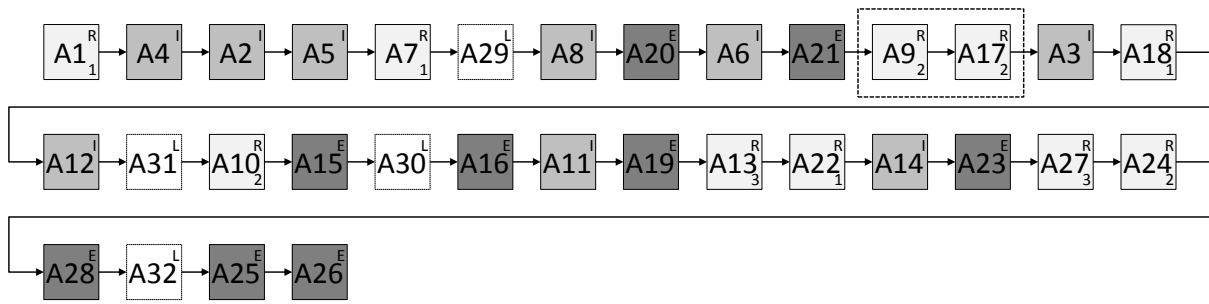 A1 R 1 A4 I A2 I A5 I A7 R 1 A29 L A8 I A20 E A6 I A21 E A9 R 2 A17 R 2 A3 I A18 R 1
A12 I A31 L A10 R 2 A15 E A30 L A16 E A11 I A19 E A13 R 3 A22 R 1 A14 I A23 E A27 R 3 A24 R 2
A28 E A32 L A25 E A26 E